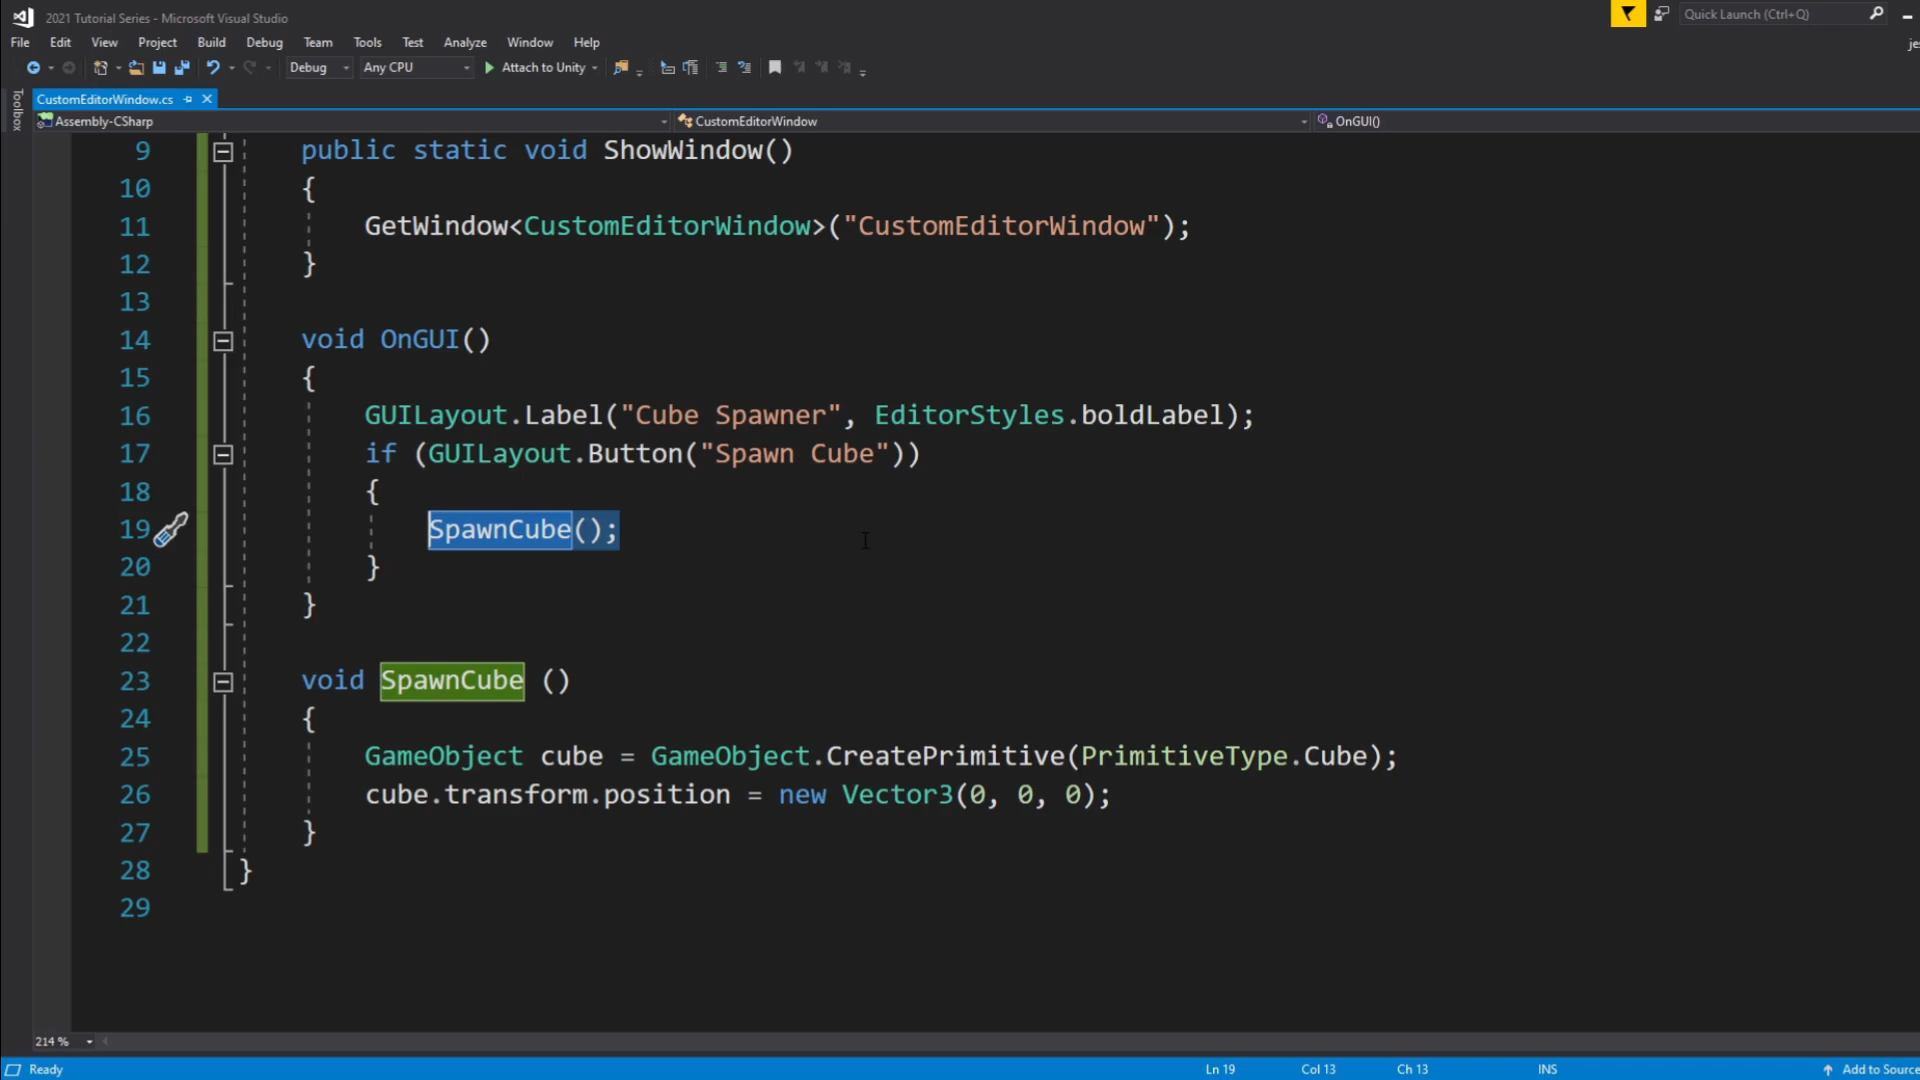 2021 Tutorial Series - Microsoft Visual Studio
Quick Launch (Ctrl+Q)
File Edit View Project Build Debug Team Tools Test Analyze Window Help
Debug Any CPU Attach to Unity
Toolbox
CustomEditorWindow.cs
Assembly-CSharp CustomEditorWindow OnGUI()
9 public static void ShowWindow()
10 {
11 GetWindow<CustomEditorWindow>("CustomEditorWindow");
12 }
13
14 void OnGUI()
15 {
16 GUILayout.Label("Cube Spawner", EditorStyles.boldLabel);
17 if (GUILayout.Button("Spawn Cube"))
18 {
19 SpawnCube();
20 }
21 }
22
23 void SpawnCube ()
24 {
25 GameObject cube = GameObject.CreatePrimitive(PrimitiveType.Cube);
26 cube.transform.position = new Vector3(0, 0, 0);
27 }
28 }
29
214 %
Ready Ln 19 Col 13 Ch 13 INS Add to Source